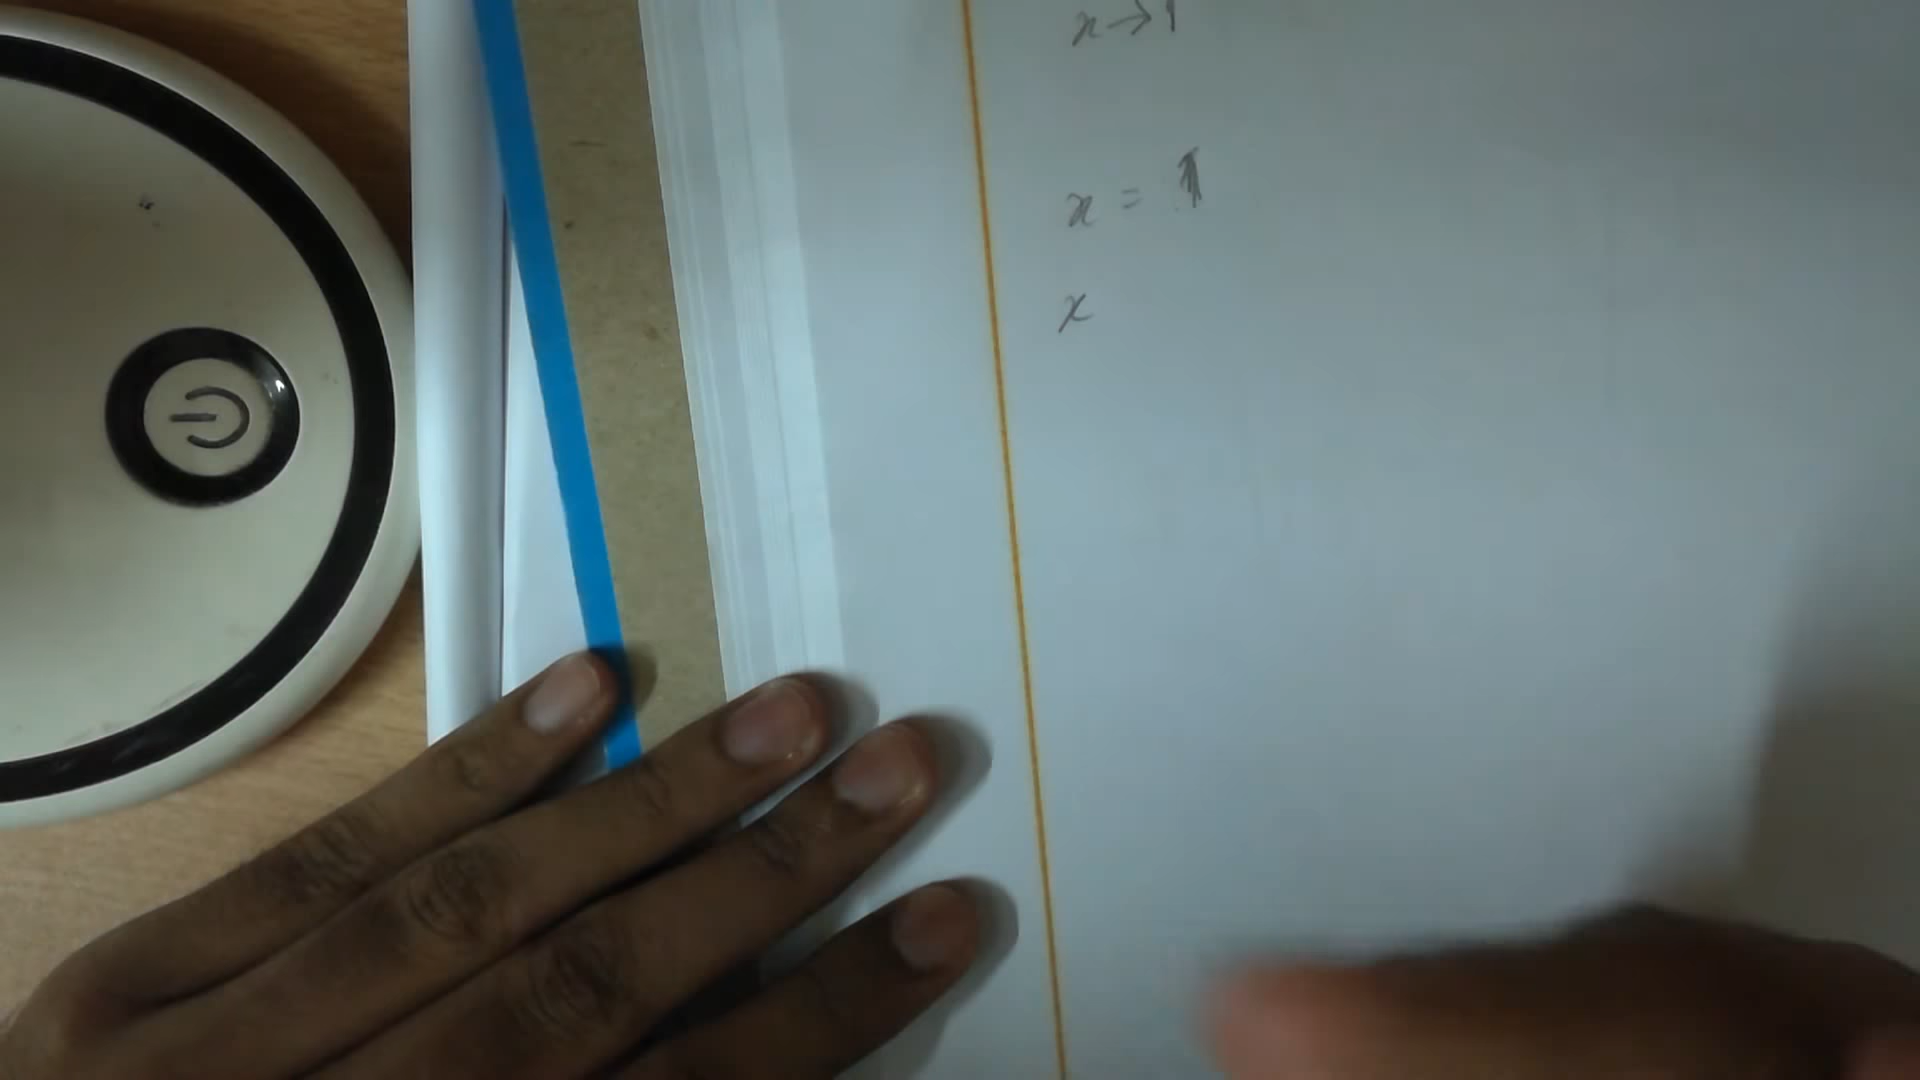 x → 1
x = 1
x